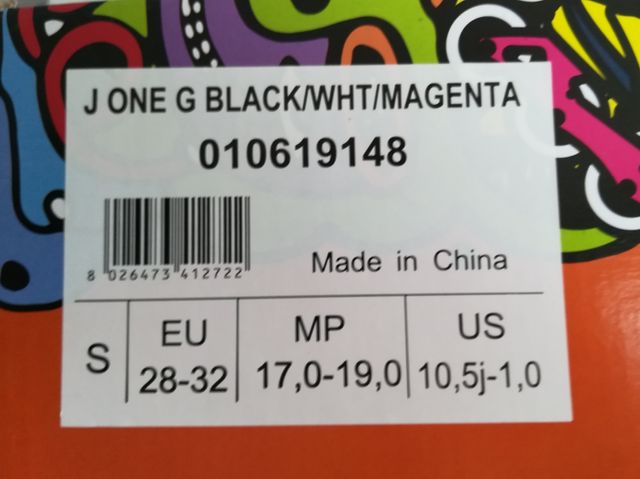 J ONE G BLACK/WHT/MAGENTA
010619148
8 026473 412722
Made in China
S
EU
28-32
MP
17,0-19,0
US
10,5j-1,0